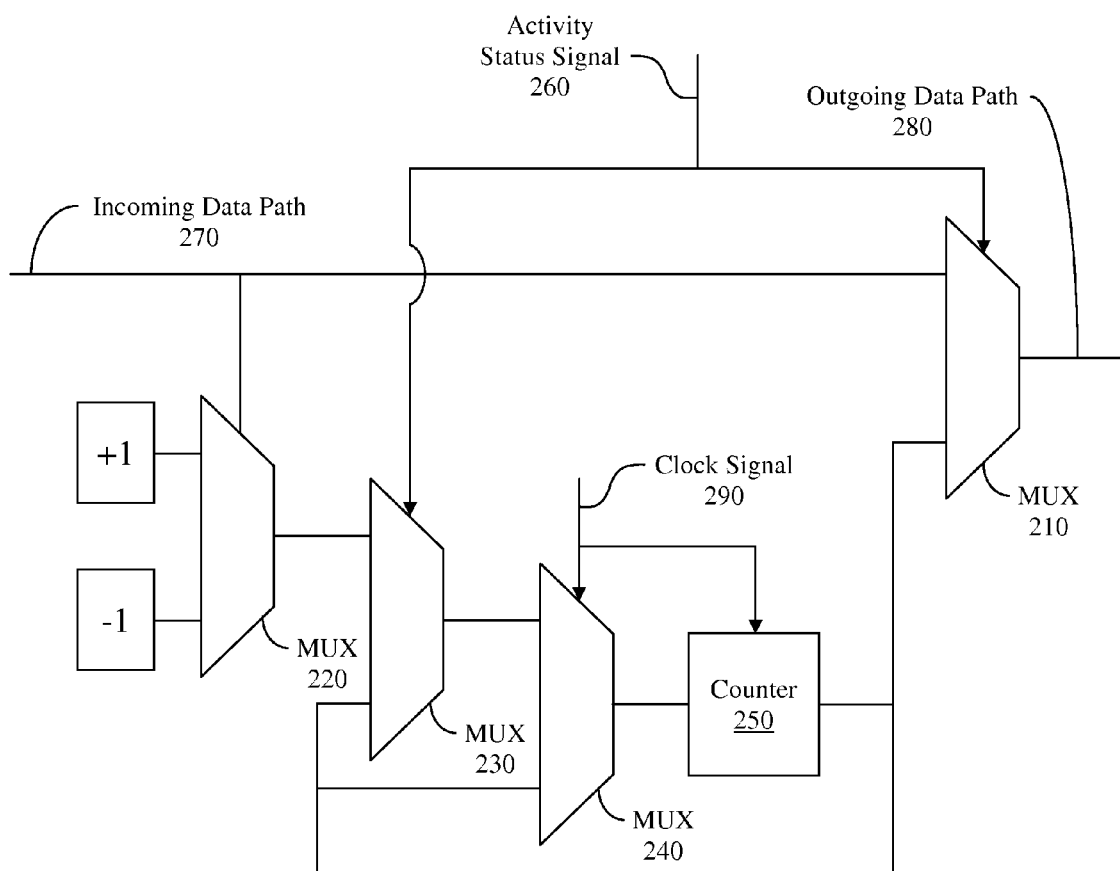 Activity
Status Signal
260
Outgoing Data Path
280
Incoming Data Path
270
+1
Clock Signal
290
MUX
210
-1
MUX
220
Counter
250
MUX
230
MUX
240